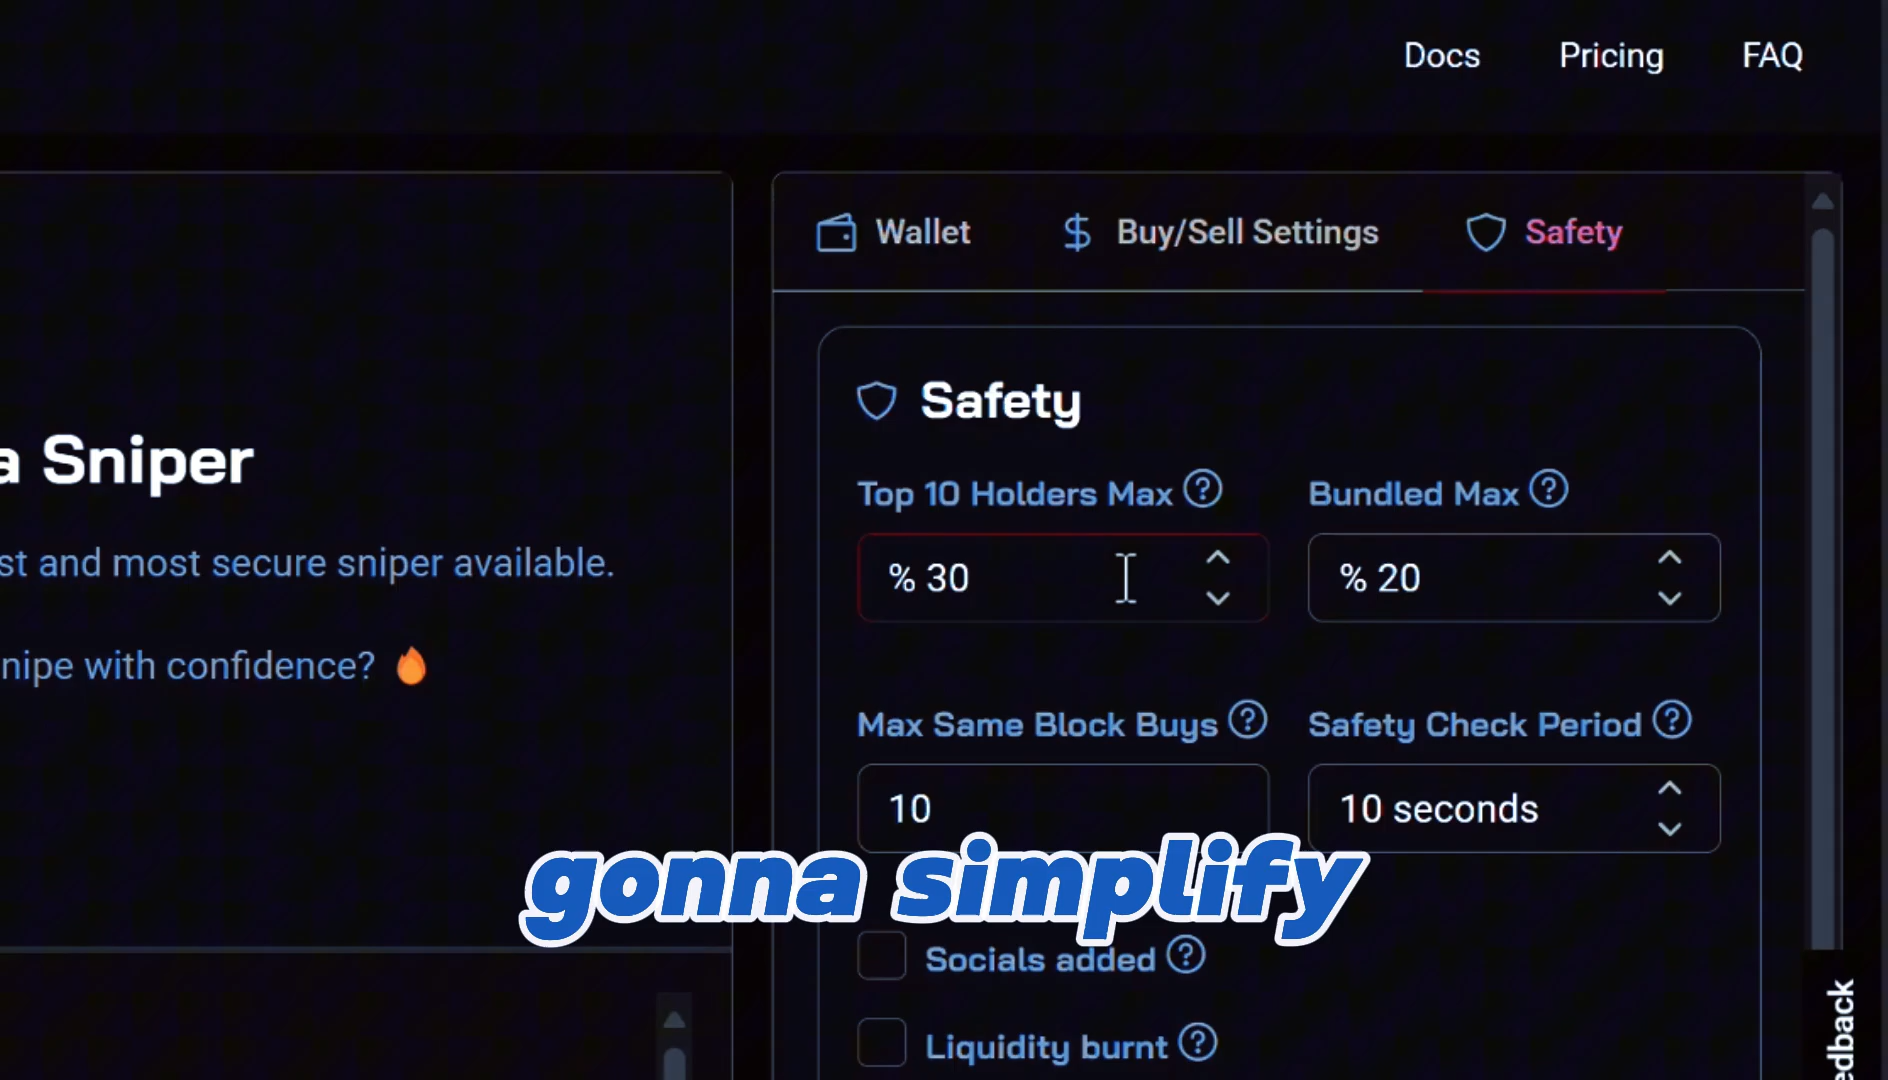 Docs Pricing FAQ
Wallet Buy/Sell Settings Safety
Safety
a Sniper
Top 10 Holders Max Bundled Max
st and most secure sniper available.
% 30 % 20
nipe with confidence?
Max Same Block Buys Safety Check Period
10 10 seconds
gonna simplify
Socials added
Liquidity burnt
edback